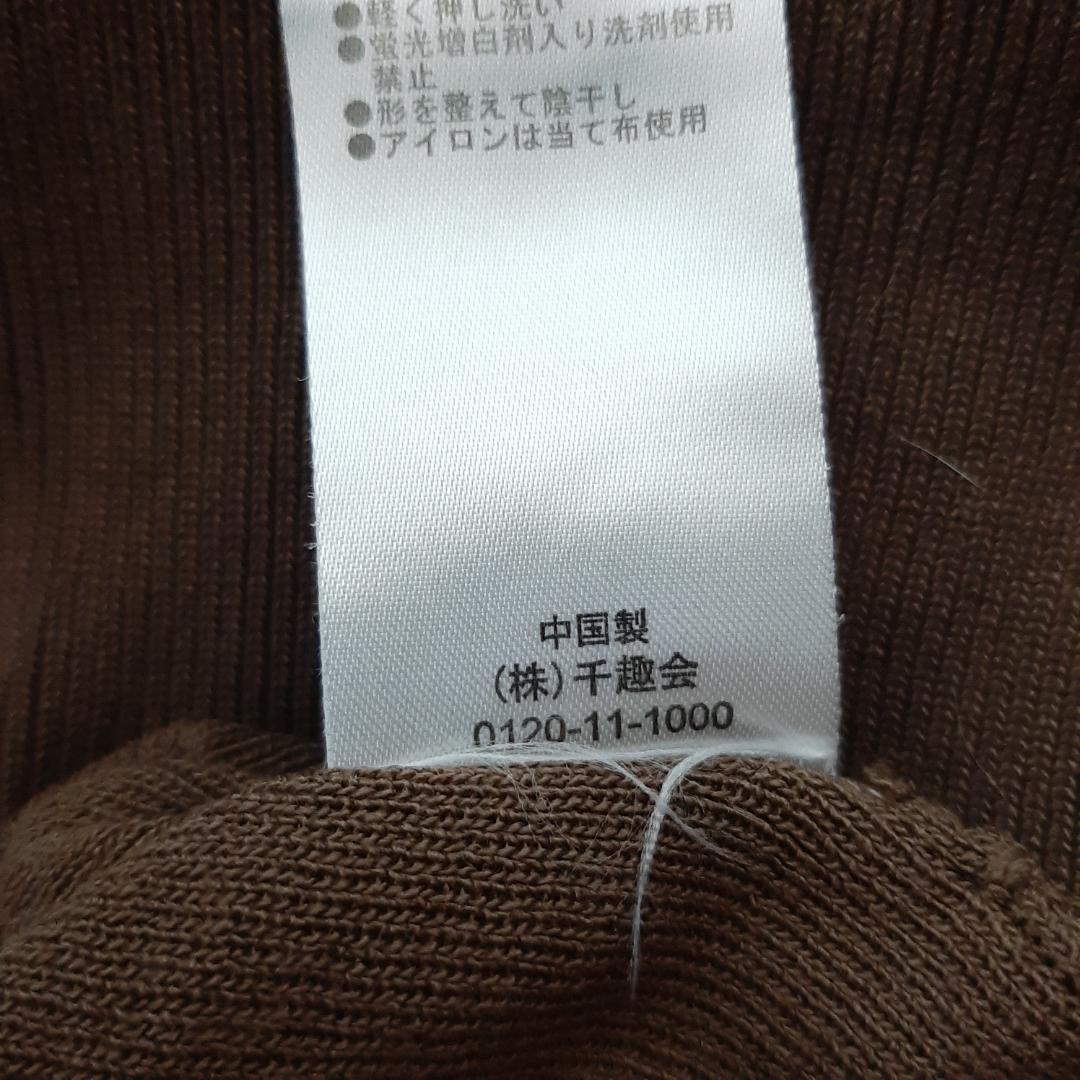 ●軽く押し洗い
●蛍光増白剤入り洗剤使用
禁止
●形を整えて陰干し
●アイロンは当て布使用
中国製
(株)千趣会
0120-11-1000